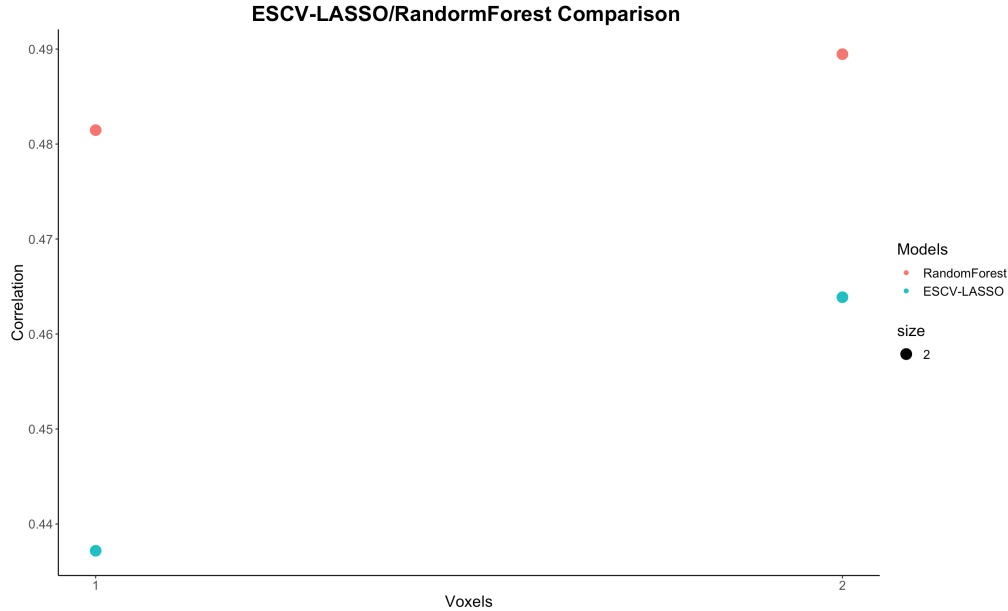 ESCV-LASSO/RandormForest Comparison
0.49
0.48
0.47
0.46
0.45
0.44
Correlation
1
2
Voxels
Models
RandomForest
ESCV-LASSO
size
2